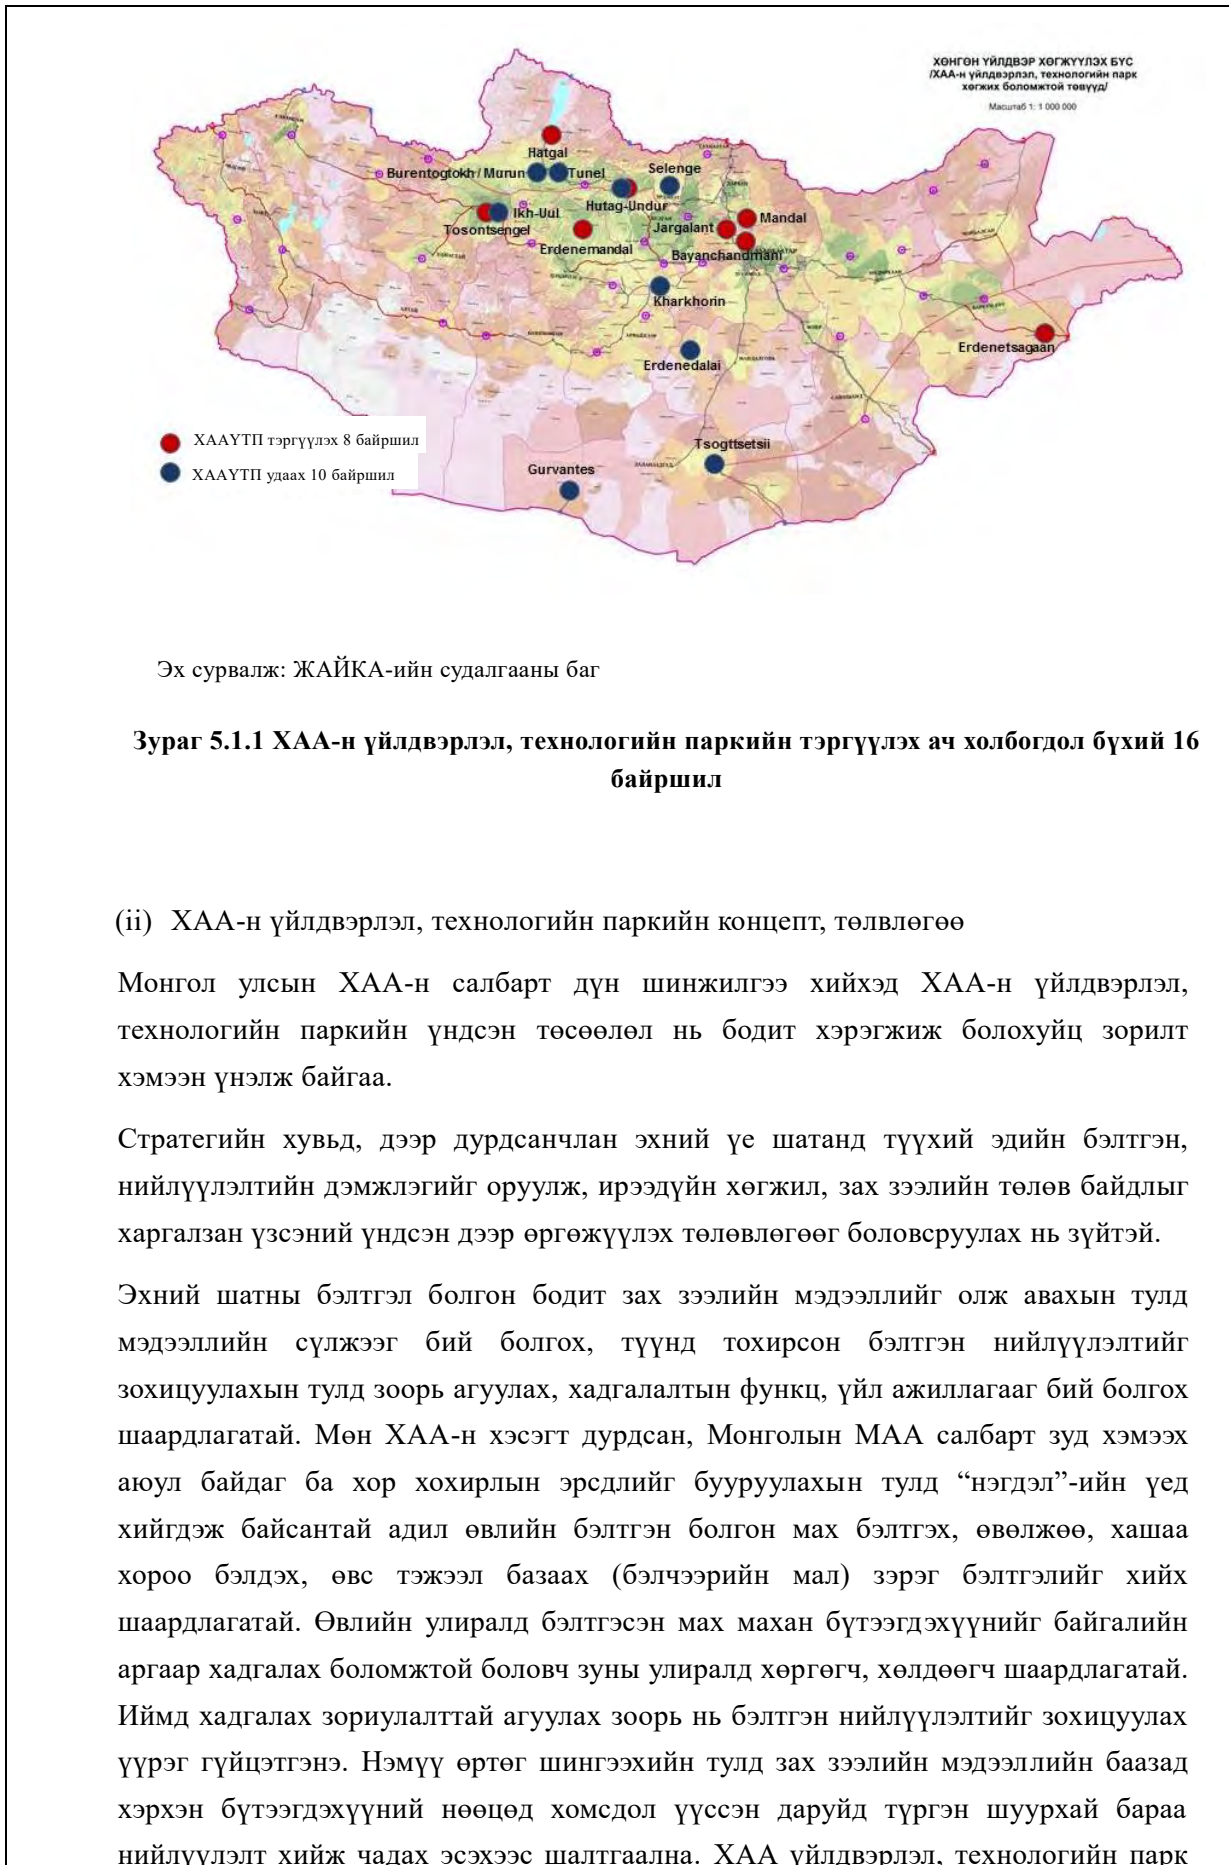 ХӨНГӨН ҮЙЛДВЭР ХӨГЖҮҮЛЭХ БҮС
/ХАА-н үйлдвэрлэл, технологийн парк
хөгжих боломжтой төвүүд/
Масштаб 1: 1 000 000
Hatgal
Burentogtokh / Murun
Tunel
Selenge
Hutag-Undur
Ikh-Uul
Tosontsengel
Mandal
Jargalant
Erdenemandal
Bayanchandmani
Kharkhorin
Erdenetsagaan
Erdenedalai
Tsogttsetsii
Gurvantes
ХААҮТП тэргүүлэх 8 байршил
ХААҮТП удаах 10 байршил
Эх сурвалж: ЖАЙКА-ийн судалгааны баг
Зураг 5.1.1 ХАА-н үйлдвэрлэл, технологийн паркийн тэргүүлэх ач холбогдол бүхий 16
байршил
(ii) ХАА-н үйлдвэрлэл, технологийн паркийн концепт, төлвлөгөө
Монгол улсын ХАА-н салбарт дүн шинжилгээ хийхэд ХАА-н үйлдвэрлэл,
технологийн паркийн үндсэн төсөөлөл нь бодит хэрэгжиж болохуйц зорилт
хэмээн үнэлж байгаа.
Стратегийн хувьд, дээр дурдсанчлан эхний үе шатанд түүхий эдийн бэлтгэн,
нийлүүлэлтийн дэмжлэгийг оруулж, ирээдүйн хөгжил, зах зээлийн төлөв байдлыг
харгалзан үзсэний үндсэн дээр өргөжүүлэх төлөвлөгөөг боловсруулах нь зүйтэй.
Эхний шатны бэлтгэл болгон бодит зах зээлийн мэдээллийг олж авахын тулд
мэдээллийн сүлжээг бий болгох, түүнд тохирсон бэлтгэн нийлүүлэлтийг
зохицуулахын тулд зоорь агуулах, хадгалалтын функц, үйл ажиллагааг бий болгох
шаардлагатай. Мөн ХАА-н хэсэгт дурдсан, Монголын МАА салбарт зуд хэмээх
аюул байдаг ба хор хохирлын эрсдлийг бууруулахын тулд “нэгдэл”-ийн үед
хийгдэж байсантай адил өвлийн бэлтгэн болгон мах бэлтгэх, өвөлжөө, хашаа
хороо бэлдэх, өвс тэжээл базаах (бэлчээрийн мал) зэрэг бэлтгэлийг хийх
шаардлагатай. Өвлийн улиралд бэлтгэсэн мах махан бүтээгдэхүүнийг байгалийн
аргаар хадгалах боломжтой боловч зуны улиралд хөргөгч, хөлдөөгч шаардлагатай.
Иймд хадгалах зориулалттай агуулах зоорь нь бэлтгэн нийлүүлэлтийг зохицуулах
үүрэг гүйцэтгэнэ. Нэмүү өртөг шингээхийн тулд зах зээлийн мэдээллийн баазад
хэрхэн бүтээгдэхүүний нөөцөд хомсдол үүссэн даруйд түргэн шуурхай бараа
нийлүүлэлт хийж чадах эсэхээс шалтгаална. ХАА үйлдвэрлэл, технологийн парк